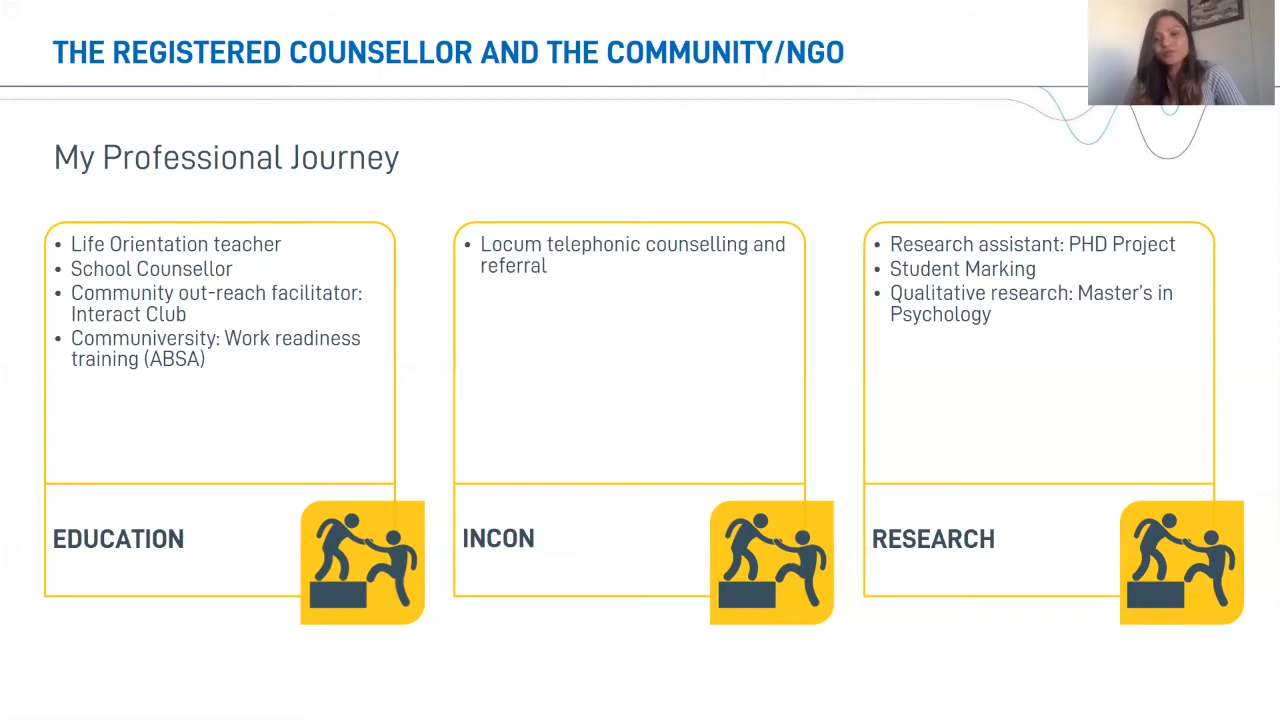 THE REGISTERED COUNSELLOR AND THE COMMUNITY/NGO
My Professional Journey
• Life Orientation teacher
• School Counsellor
• Community out-reach facilitator:
Interact Club
• Communiversity: Work readiness
training (ABSA)
EDUCATION
• Locum telephonic counselling and
referral
INCON
• Research assistant: PHD Project
• Student Marking
• Qualitative research: Master's in
Psychology
RESEARCH